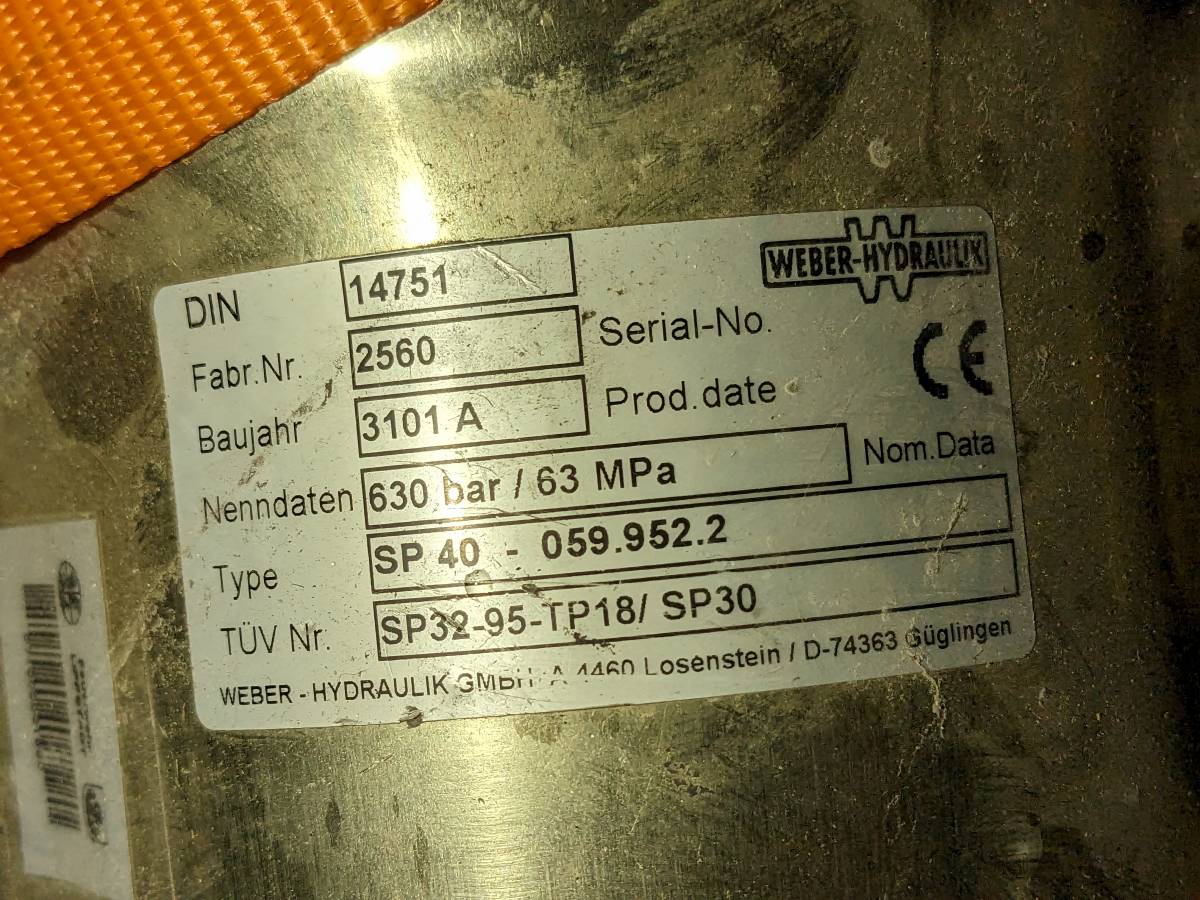 WEBER-HYDRAULIK
DIN 14751
Fabr.Nr. 2560 Serial-No.
Baujahr 3101 A Prod.date
CE
Nenndaten 630 bar / 63 MPa Nom.Data
Type SP 40 - 059.952.2
TÜV Nr. SP32-95-TP18/ SP30
WEBER - HYDRAULIK GMBH A 4460 Losenstein / D-74363 Güglingen